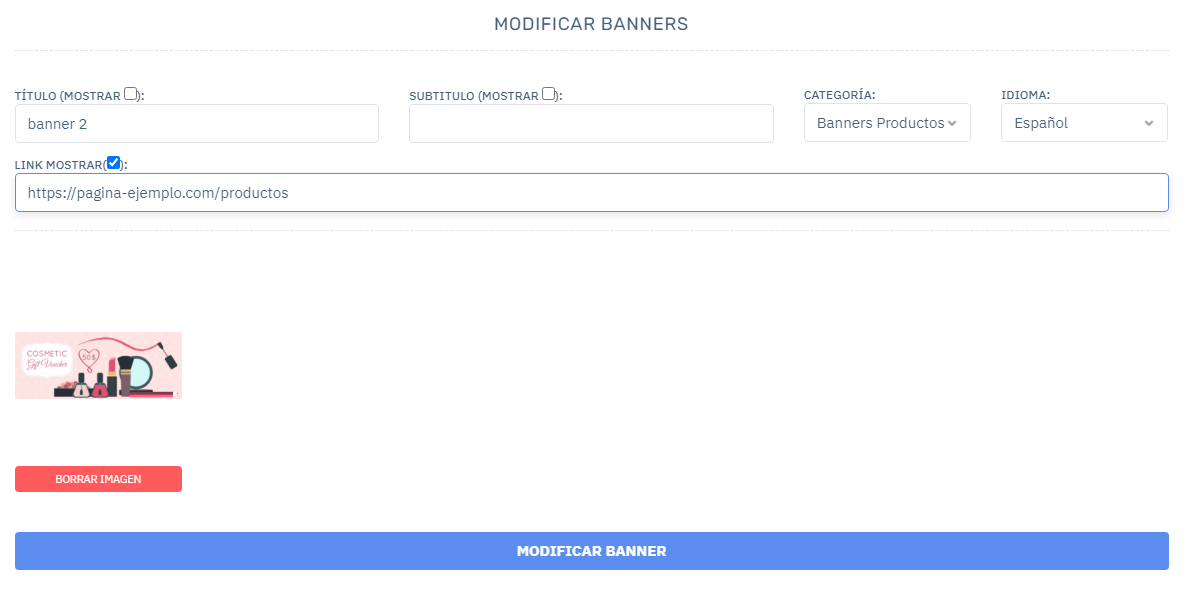 MODIFICAR BANNERS
TÍTULO (MOSTRAR ):
SUBTITULO (MOSTRAR ):
CATEGORÍA:
IDIOMA:
banner 2
Banners Productos
Español
LINK MOSTRAR( ):
https://pagina-ejemplo.com/productos
COSMETIC
Gift Voucher
50$
BORRAR IMAGEN
MODIFICAR BANNER